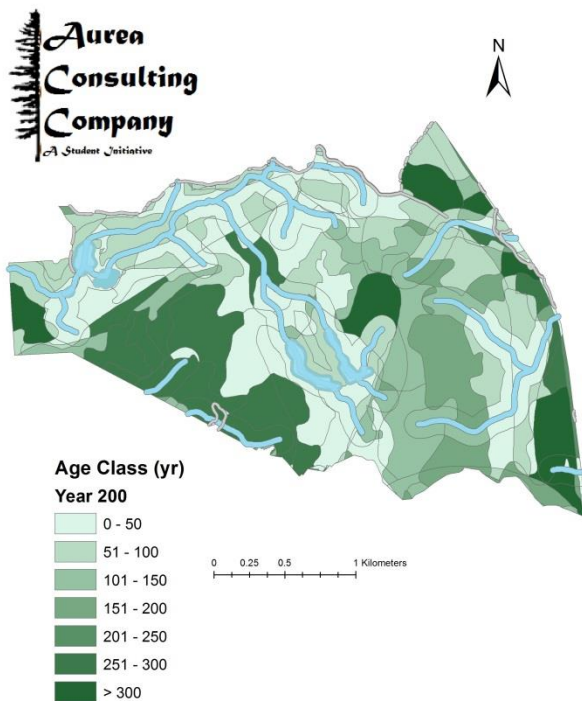 Aurea
Consulting
Company
A Student Initiative
N
Age Class (yr)
Year 200
0 - 50
51 - 100
101 - 150
151 - 200
201 - 250
251 - 300
> 300
0 0.25 0.5 1 Kilometers